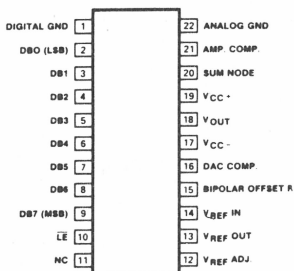 DIGITAL GND 1
DBO (LSB) 2
DB1 3
DB2 4
DB3 5
DB4 6
DB5 7
DB6 8
DB7 (MSB) 9
LE 10
NC 11
22 ANALOG GND
21 AMP. COMP.
20 SUM NODE
19 VCC +
18 VOUT
17 VCC -
16 DAC COMP.
15 BIPOLAR OFFSET R
14 VREF IN
13 VREF OUT
12 VREF ADJ.